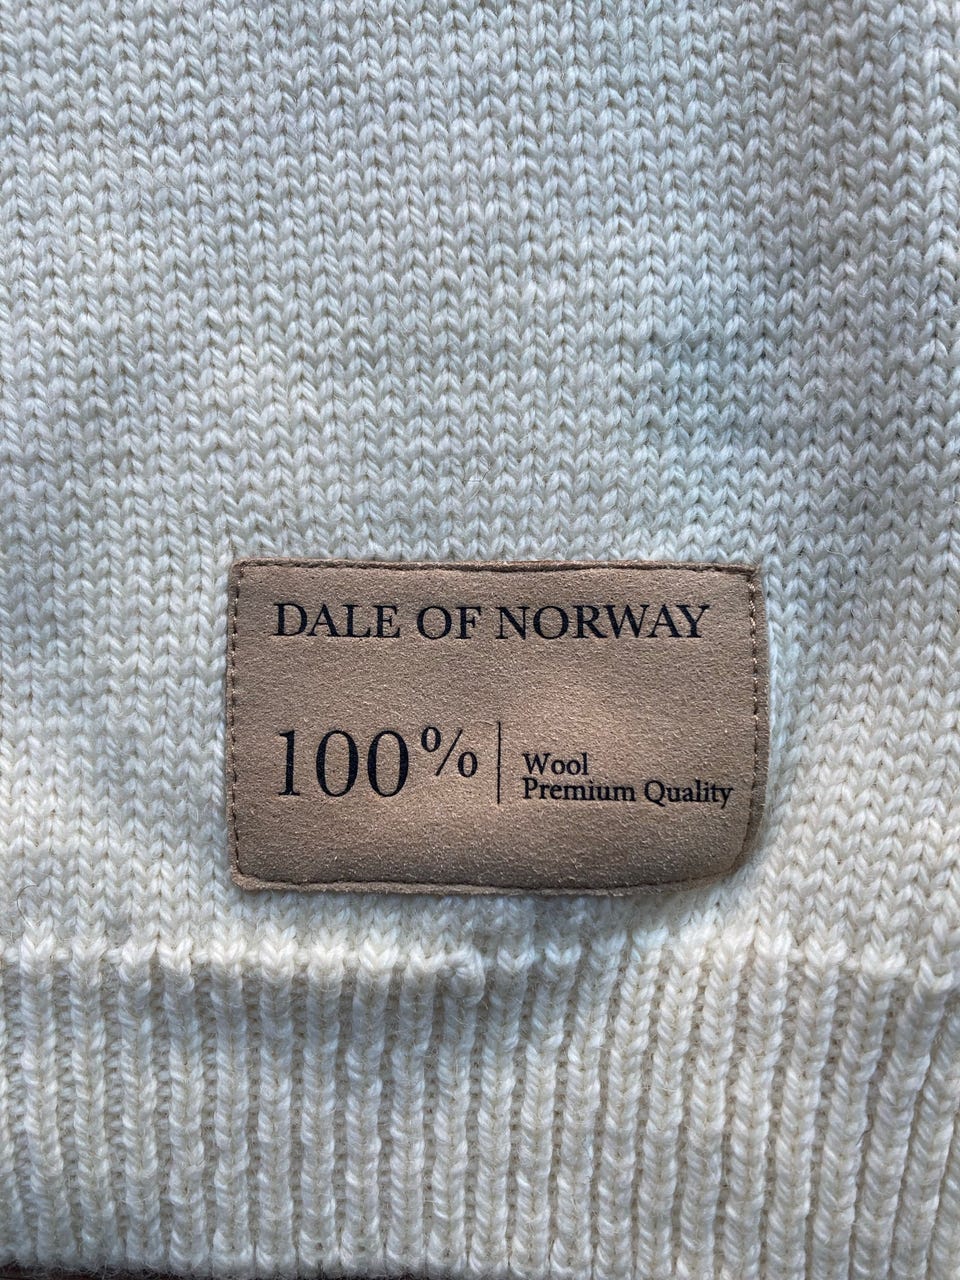 DALE OF NORWAY
100% | Wool
Premium Quality